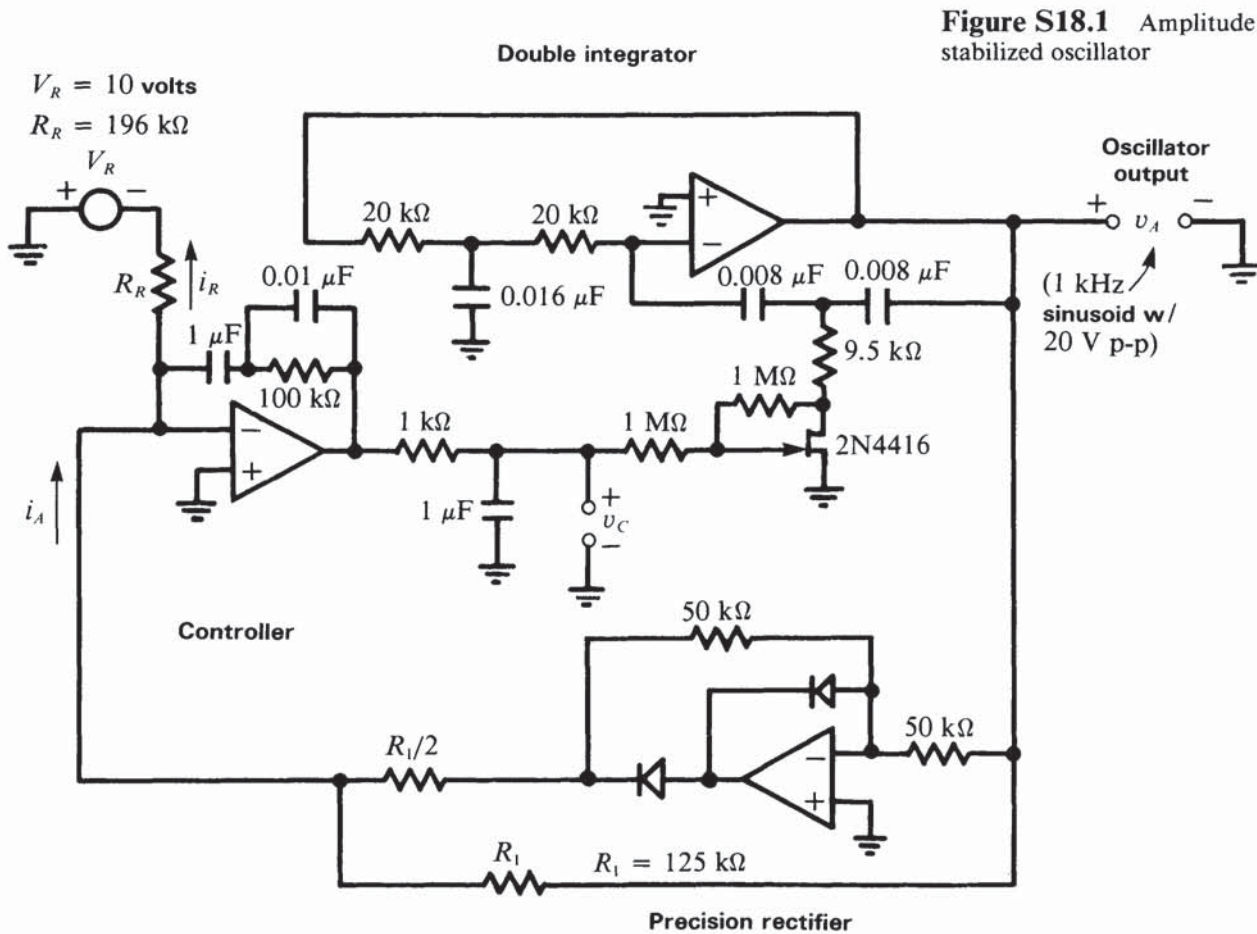 Figure S18.1 Amplitude
stabilized oscillator
Double integrator
V_R = 10 volts
R_R = 196 kΩ
V_R
+
−
R_R
i_R
0.01 μF
1 μF
100 kΩ
−
+
i_A
20 kΩ
20 kΩ
0.016 μF
+
−
0.008 μF
0.008 μF
9.5 kΩ
1 MΩ
Oscillator
output
+ v_A −
(1 kHz
sinusoid w/
20 V p-p)
1 kΩ
1 MΩ
2N4416
1 μF
+
v_C
−
Controller
50 kΩ
50 kΩ
R_1/2
−
+
R_1
R_1 = 125 kΩ
Precision rectifier